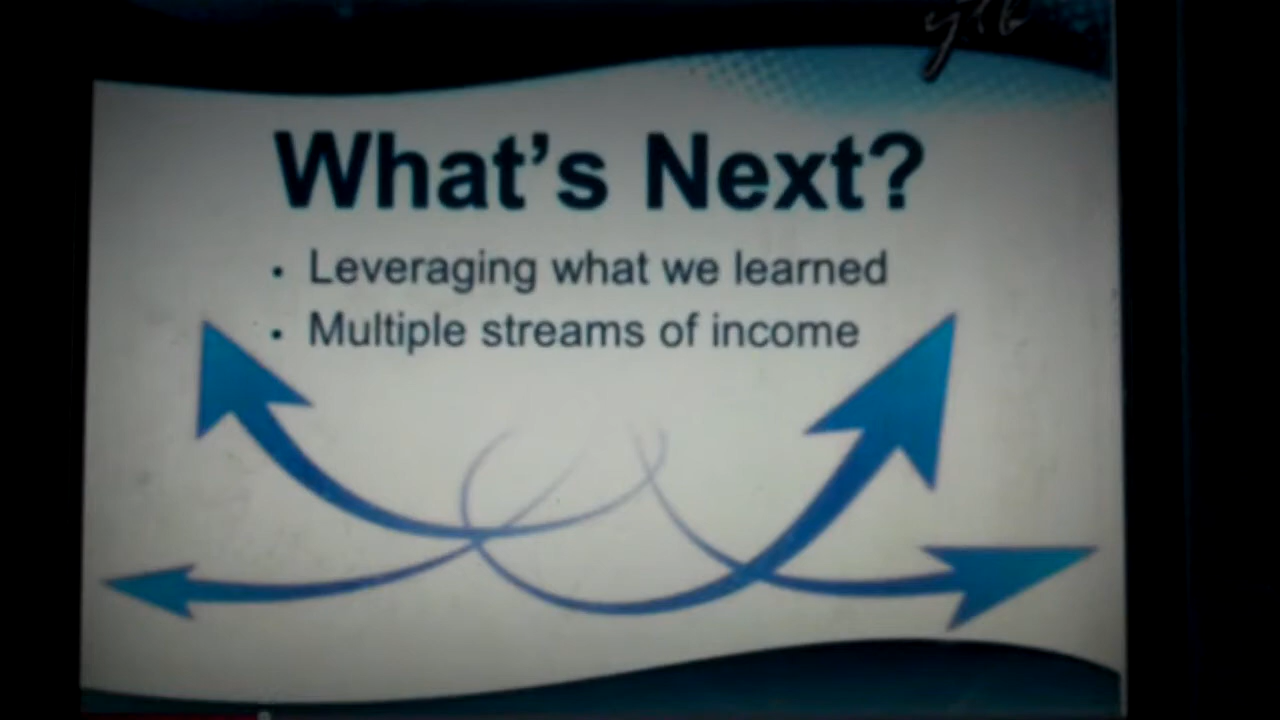 What's Next?
• Leveraging what we learned
• Multiple streams of income